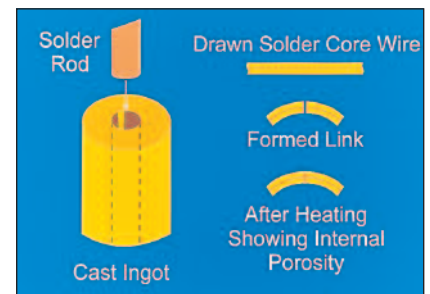 Solder
Rod
Cast Ingot
Drawn Solder Core Wire
Formed Link
After Heating
Showing Internal
Porosity